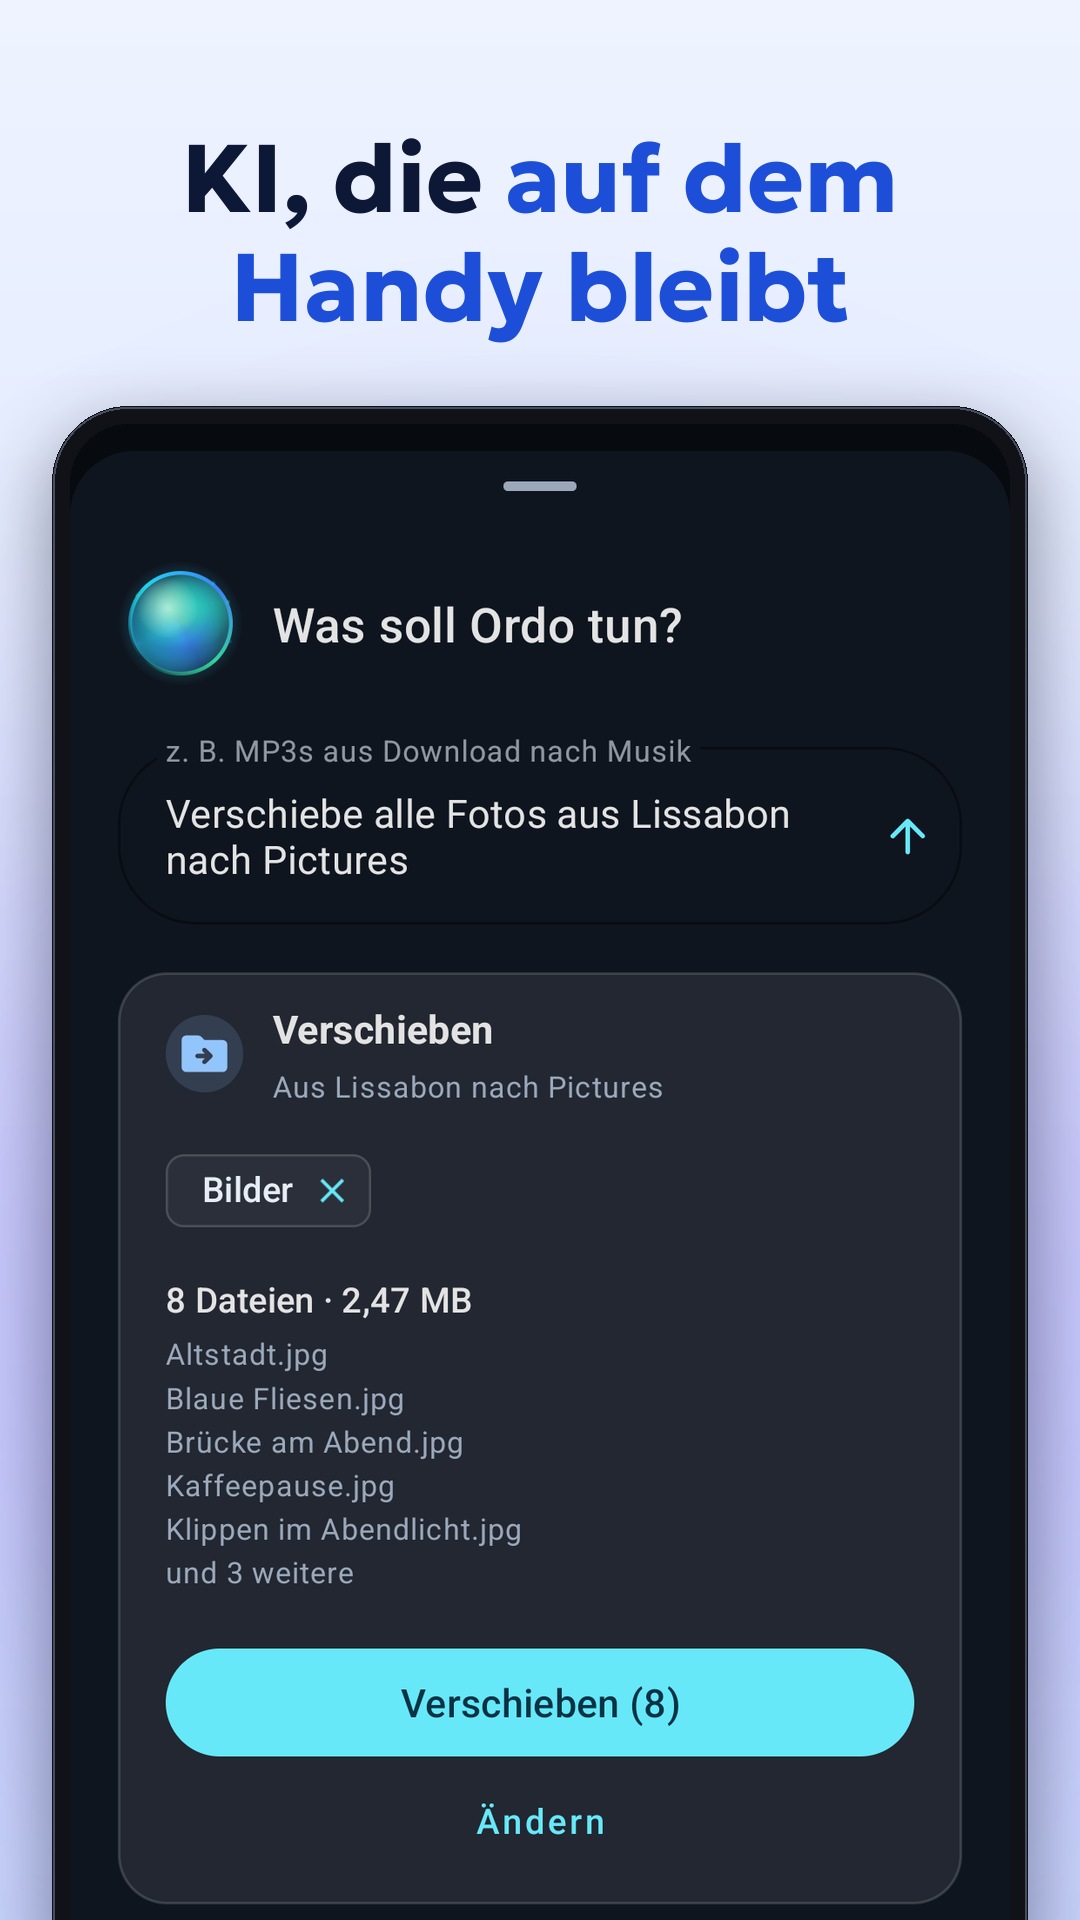 KI, die auf dem
Handy bleibt
Was soll Ordo tun?
z. B. MP3s aus Download nach Musik
Verschiebe alle Fotos aus Lissabon
nach Pictures
Verschieben
Aus Lissabon nach Pictures
Bilder
8 Dateien · 2,47 MB
Altstadt.jpg
Blaue Fliesen.jpg
Brücke am Abend.jpg
Kaffeepause.jpg
Klippen im Abendlicht.jpg
und 3 weitere
Verschieben (8)
Ändern